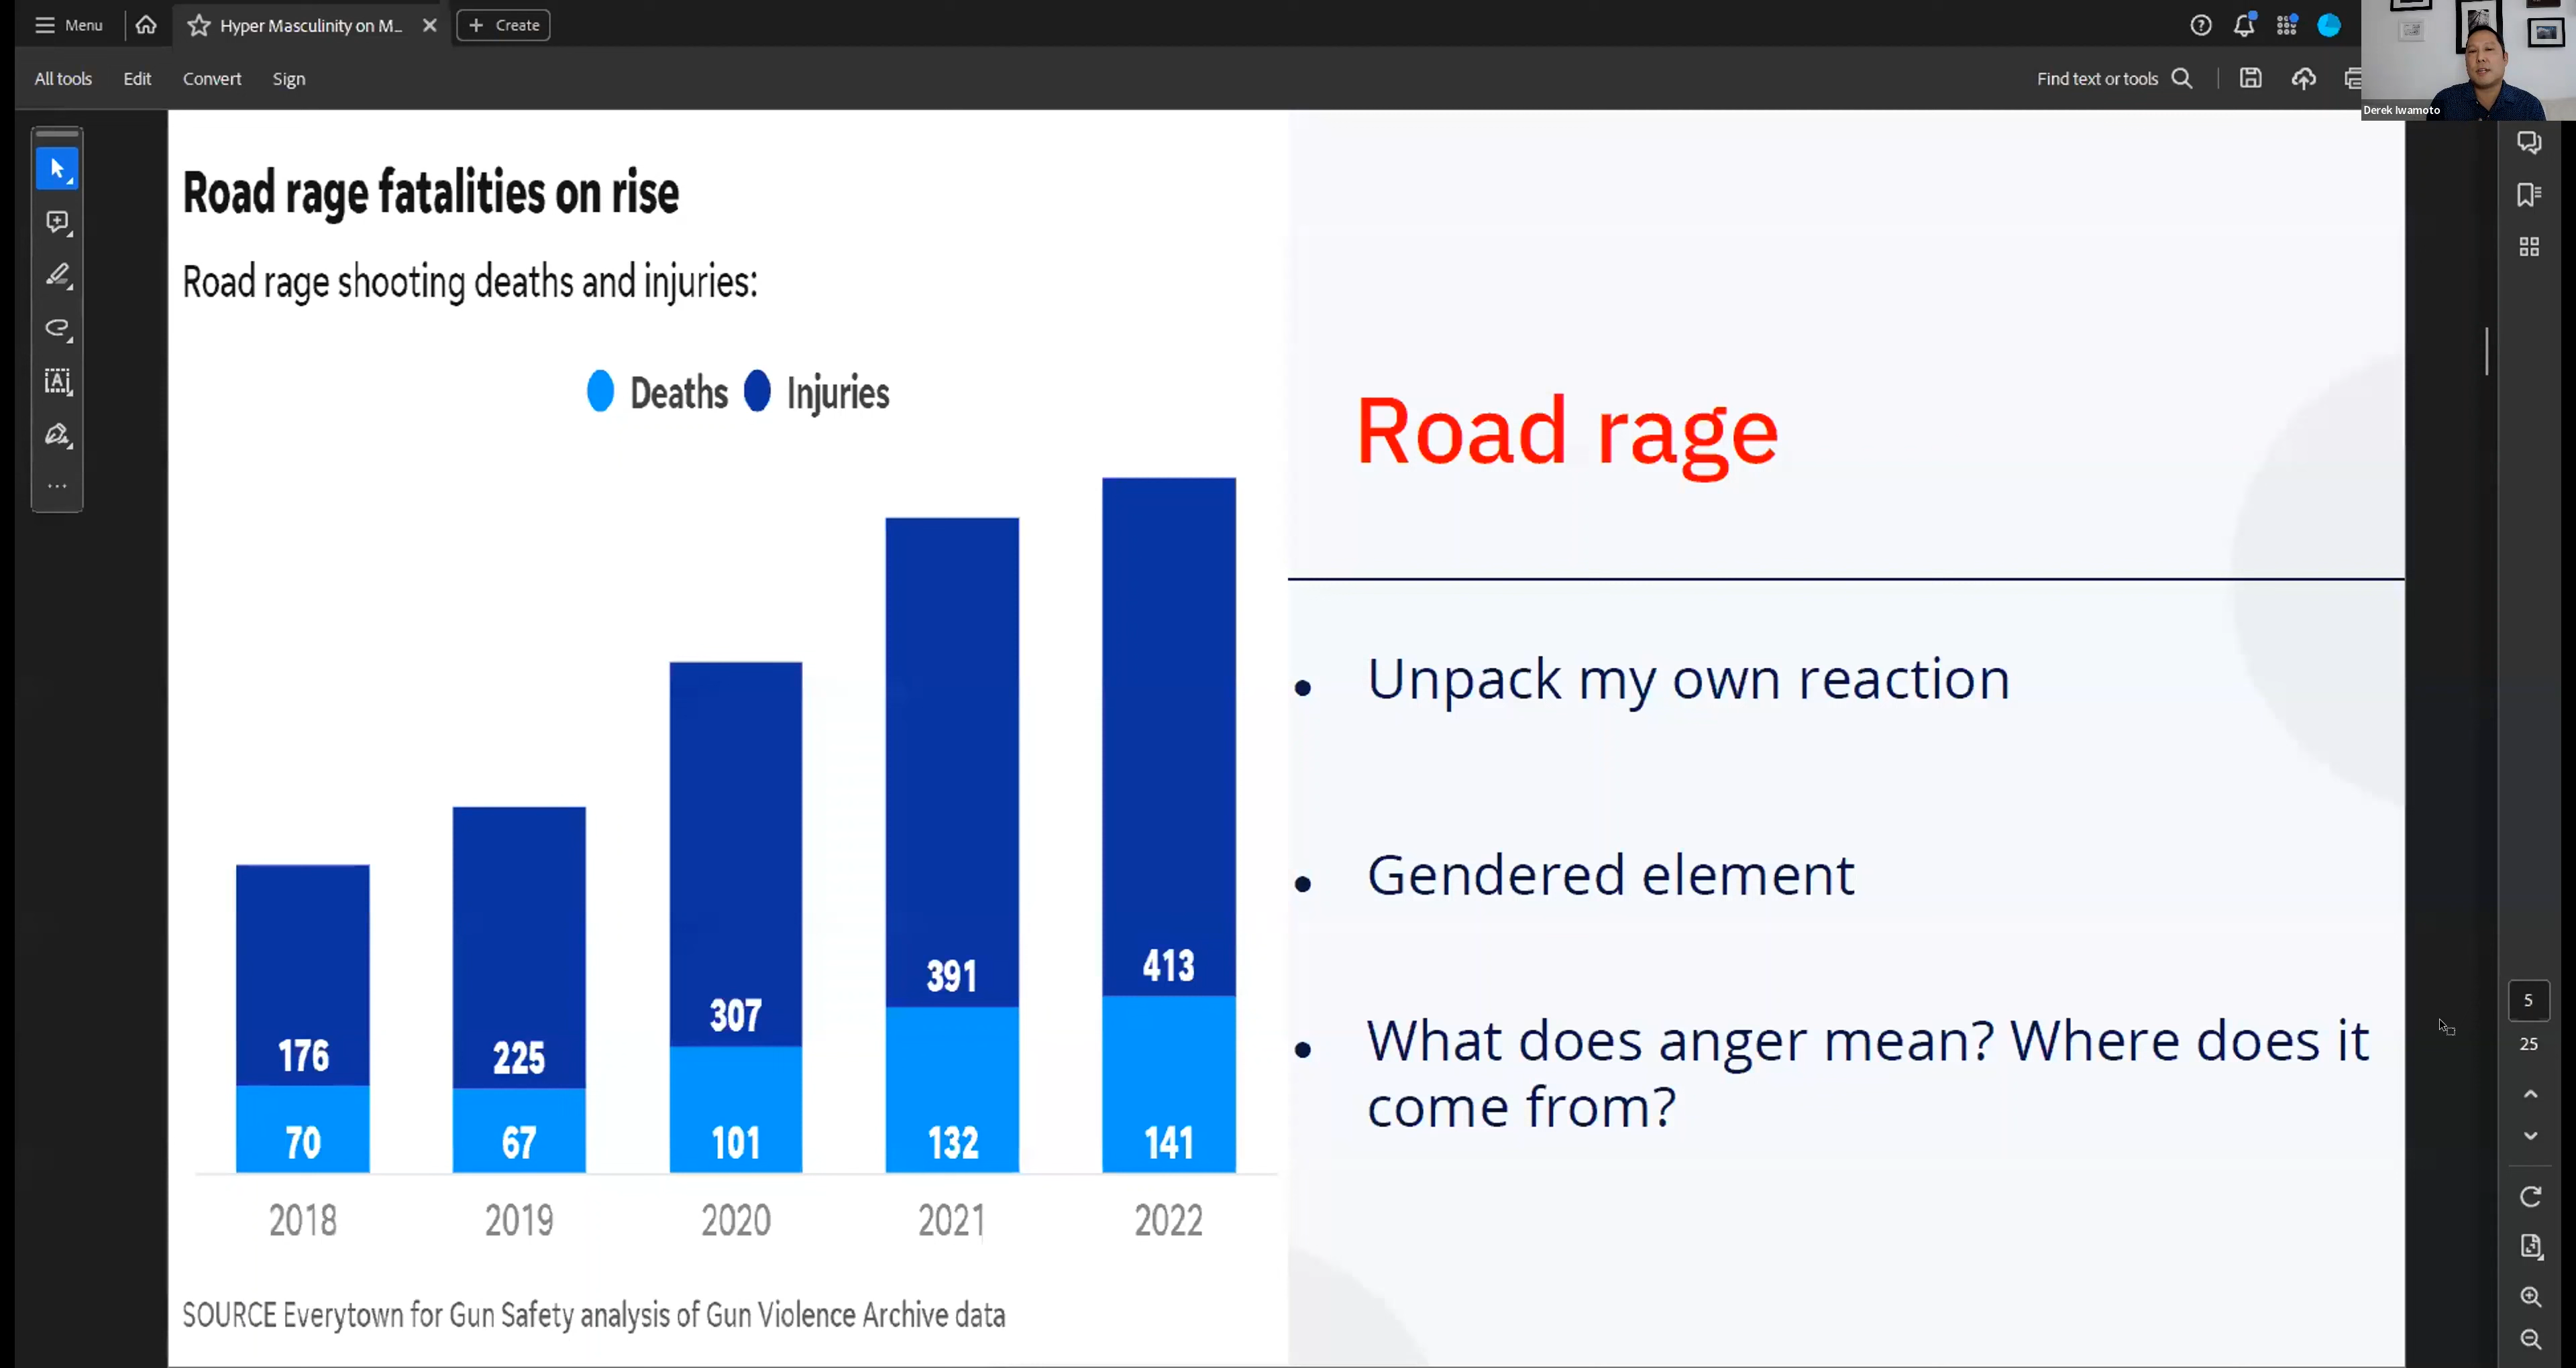 Menu
Hyper Masculinity on M...
Create
All tools
Edit
Convert
Sign
Find text or tools
Derek Iwamoto
Road rage fatalities on rise
Road rage shooting deaths and injuries:
Deaths Injuries
176
225
307
391
413
70
67
101
132
141
2018
2019
2020
2021
2022
SOURCE Everytown for Gun Safety analysis of Gun Violence Archive data
Road rage
• Unpack my own reaction
• Gendered element
• What does anger mean? Where does it
come from?
5
25